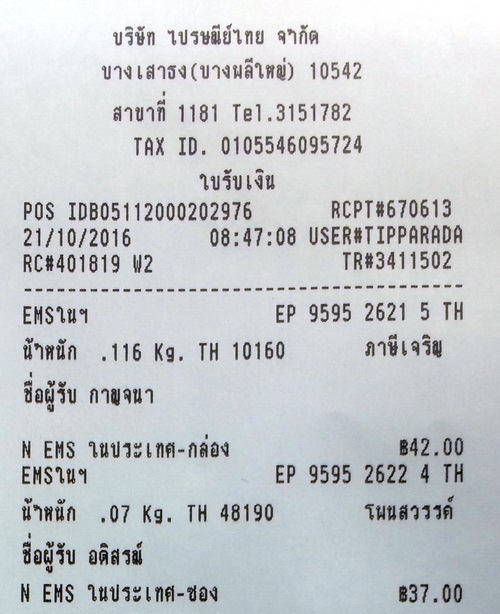 บริษัท ไปรษณีย์ไทย จำกัด
บางเสาธง(บางพลีใหญ่) 10542
สาขาที่ 1181 Tel.3151782
TAX ID. 0105546095724
ใบรับเงิน
POS IDB05112000202976 RCPT#670613
21/10/2016 08:47:08 USER#TIPPARADA
RC#401819 W2 TR#3411502
EMSในฯ EP 9595 2621 5 TH
น้ำหนัก .116 Kg. TH 10160 ภาษีเจริญ
ชื่อผู้รับ กาญจนา
N EMS ในประเทศ-กล่อง ฿42.00
EMSในฯ EP 9595 2622 4 TH
น้ำหนัก .07 Kg. TH 48190 โพนสวรรค์
ชื่อผู้รับ อดิสรณ์
N EMS ในประเทศ-ซอง ฿37.00